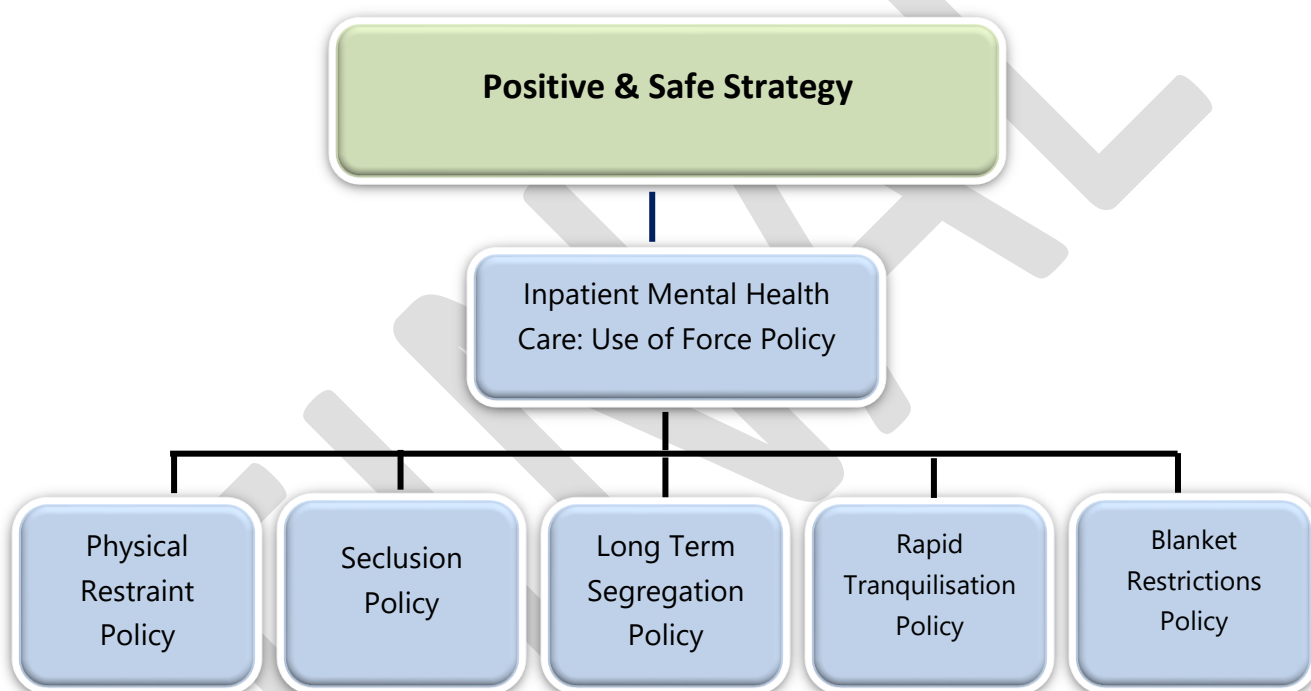 Positive & Safe Strategy
Inpatient Mental Health
Care: Use of Force Policy
Physical
Restraint
Policy
Seclusion
Policy
Long Term
Segregation
Policy
Rapid
Tranquilisation
Policy
Blanket
Restrictions
Policy
FINAL